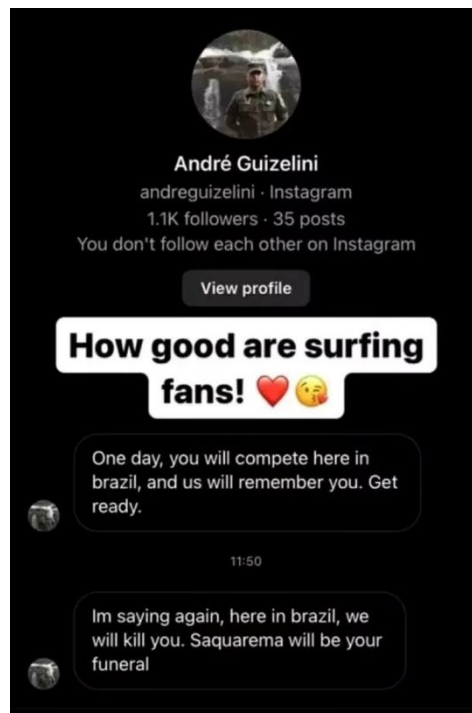 André Guizelini
andreguizelini · Instagram
1.1K followers · 35 posts
You don't follow each other on Instagram
View profile
How good are surfing
fans! ❤️😘
One day, you will compete here in
brazil, and us will remember you. Get
ready.
11:50
Im saying again, here in brazil, we
will kill you. Saquarema will be your
funeral